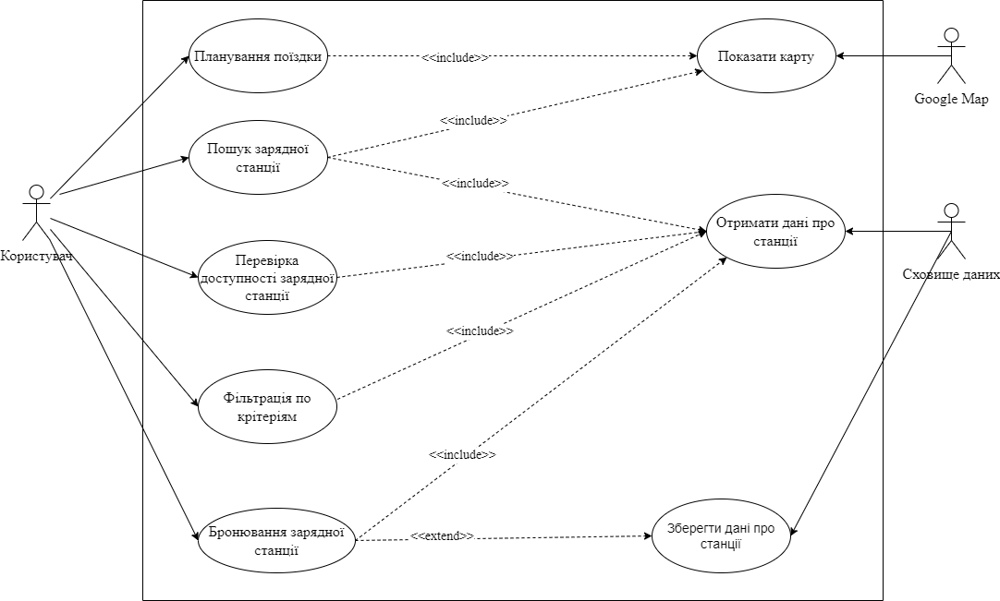 Планування поїздки
<<include>>
Показати карту
Google Map
<<include>>
Пошук зарядної
станції
<<include>>
Отримати дані про
станції
Користувач
Сховище даних
Перевірка
доступності зарядної
станції
<<include>>
<<include>>
Фільтрація по
крітеріям
<<include>>
Бронювання зарядної
станції
<<extend>>
Зберегти дані про
станції